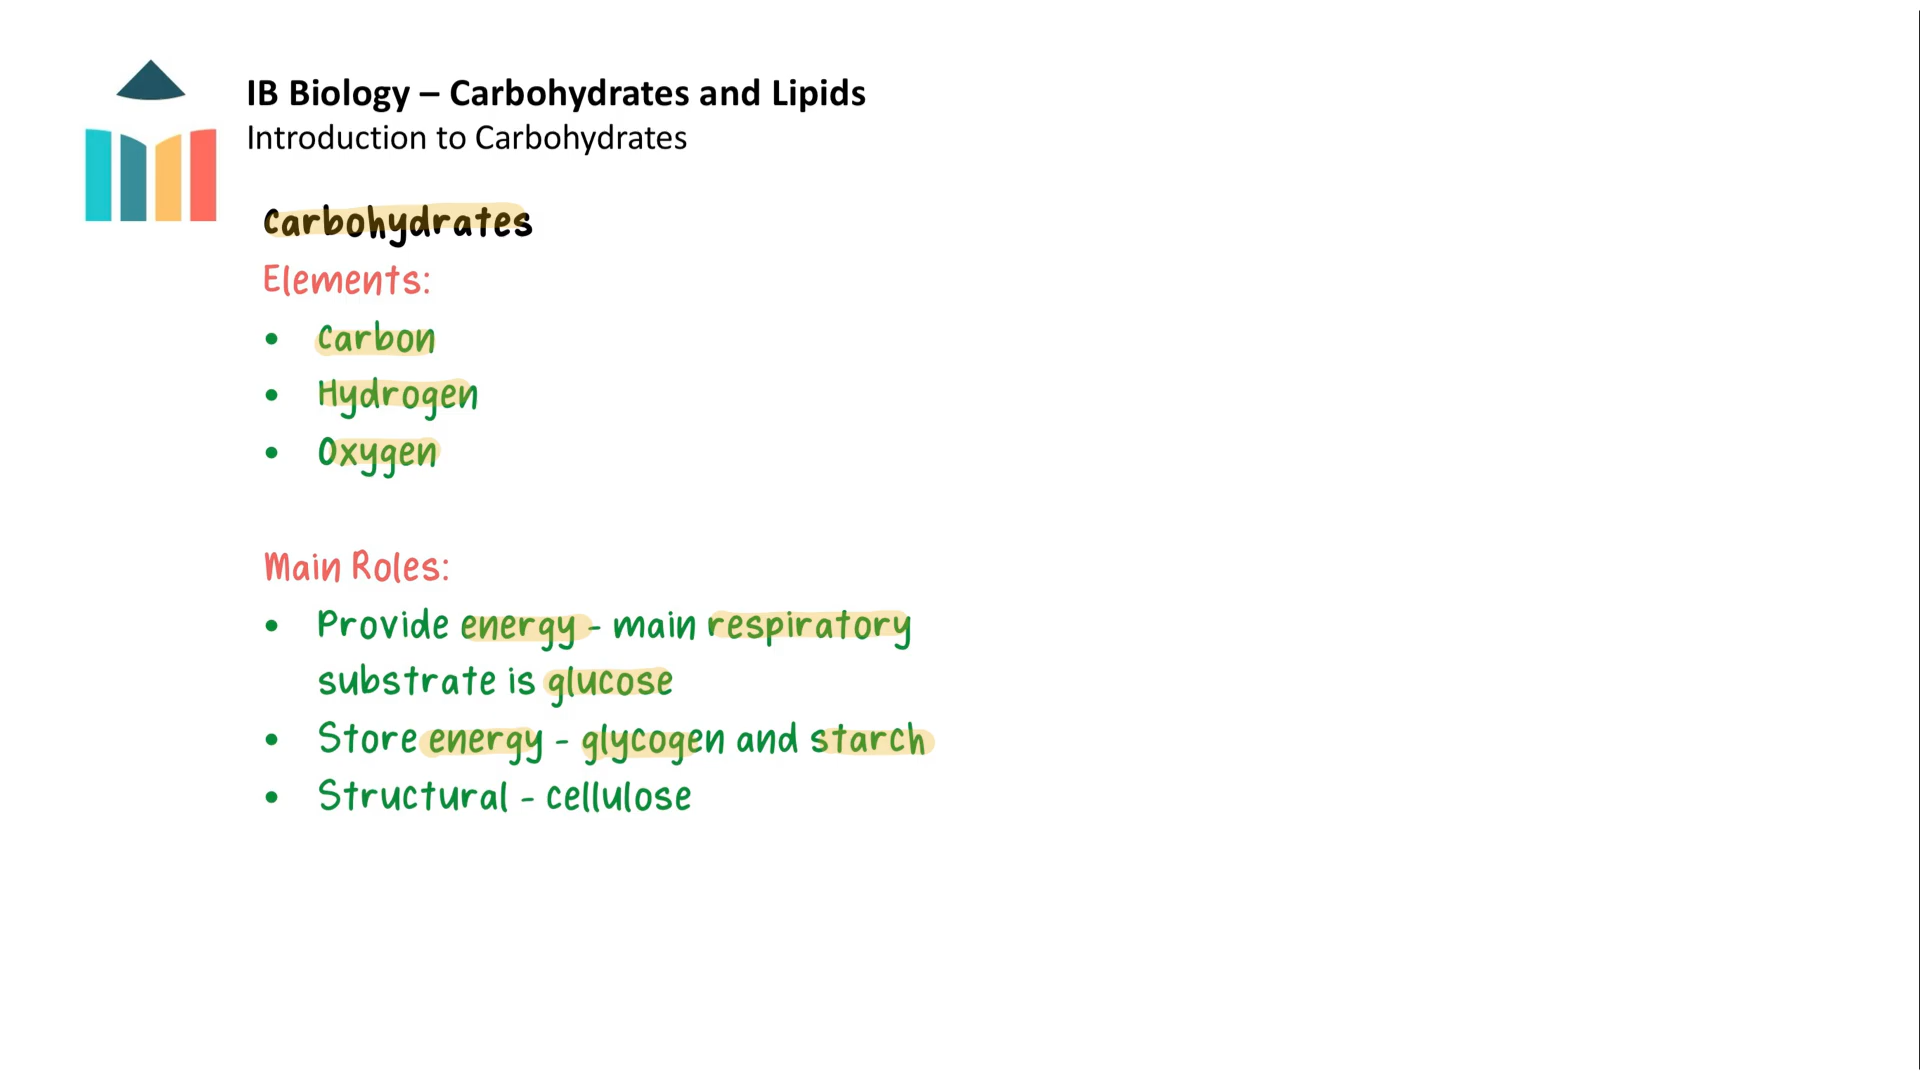 IB Biology – Carbohydrates and Lipids
Introduction to Carbohydrates
Carbohydrates
Elements:
• Carbon
• Hydrogen
• Oxygen
Main Roles:
• Provide energy - main respiratory
substrate is glucose
• Store energy - glycogen and starch
• Structural - cellulose